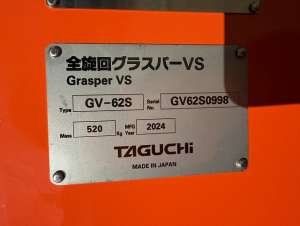 全旋回グラスパーVS
Grasper VS
Type GV-62S Serial No. GV62S0998
Mass 520 Kg MFG Year 2024
TAGUCHi
MADE IN JAPAN